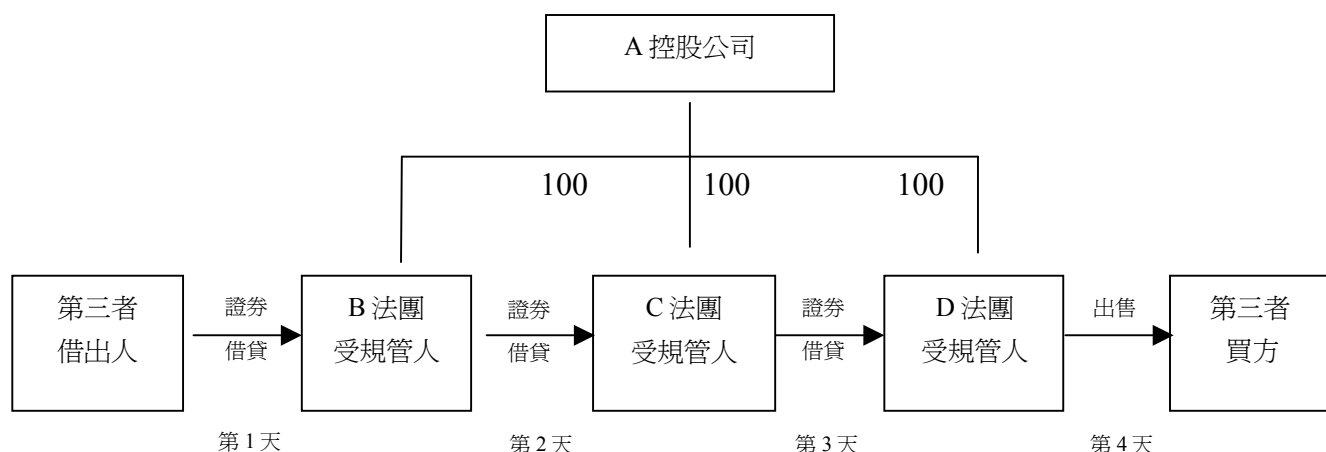 A 控股公司
100 100 100
第三者
借出人
證券
借貸
B 法團
受規管人
證券
借貸
C 法團
受規管人
證券
借貸
D 法團
受規管人
出售
第三者
買方
第 1 天
第 2 天
第 3 天
第 4 天